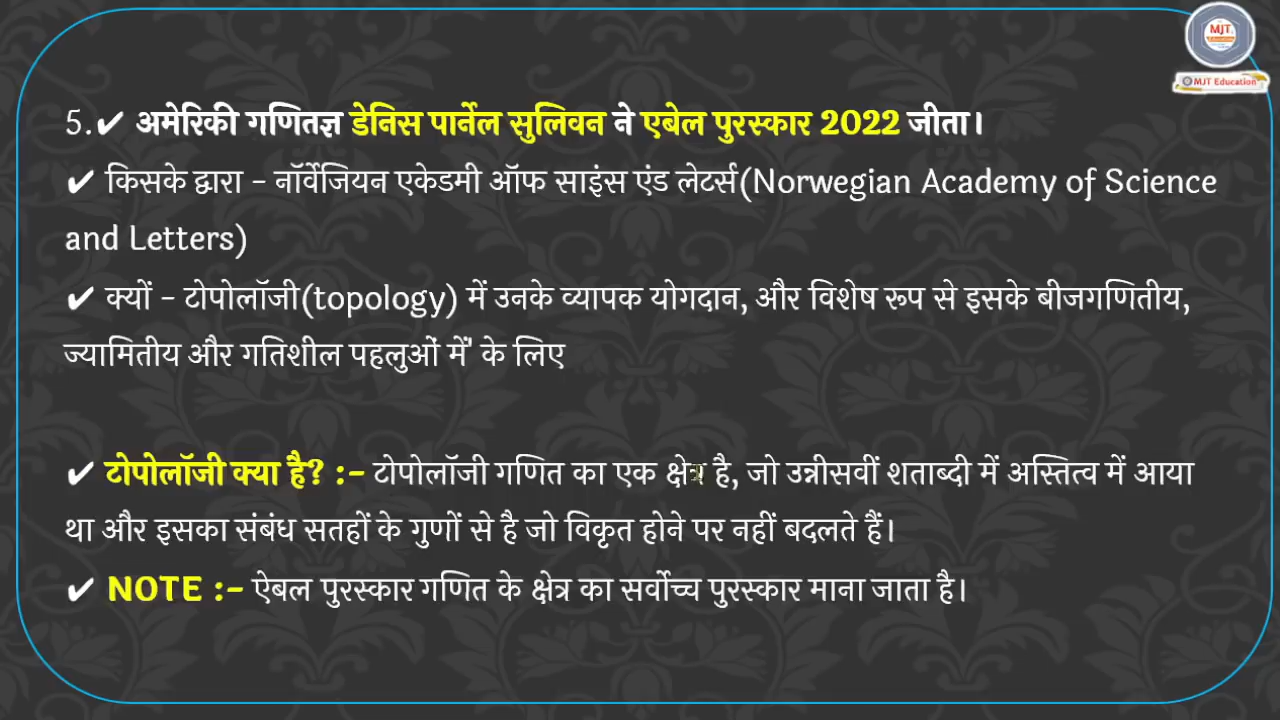 MJT
Education
MJT Education
5.✔ अमेरिकी गणितज्ञ डेनिस पार्नेल सुलिवन ने एबेल पुरस्कार 2022 जीता।
✔ किसके द्वारा - नॉर्वेजियन एकेडमी ऑफ साइंस एंड लेटर्स(Norwegian Academy of Science
and Letters)
✔ क्यों - टोपोलॉजी(topology) में उनके व्यापक योगदान, और विशेष रूप से इसके बीजगणितीय,
ज्यामितीय और गतिशील पहलुओं में' के लिए
✔ टोपोलॉजी क्या है? :- टोपोलॉजी गणित का एक क्षेत्र है, जो उन्नीसवीं शताब्दी में अस्तित्व में आया
था और इसका संबंध सतहों के गुणों से है जो विकृत होने पर नहीं बदलते हैं।
✔ NOTE :- ऐबल पुरस्कार गणित के क्षेत्र का सर्वोच्च पुरस्कार माना जाता है।